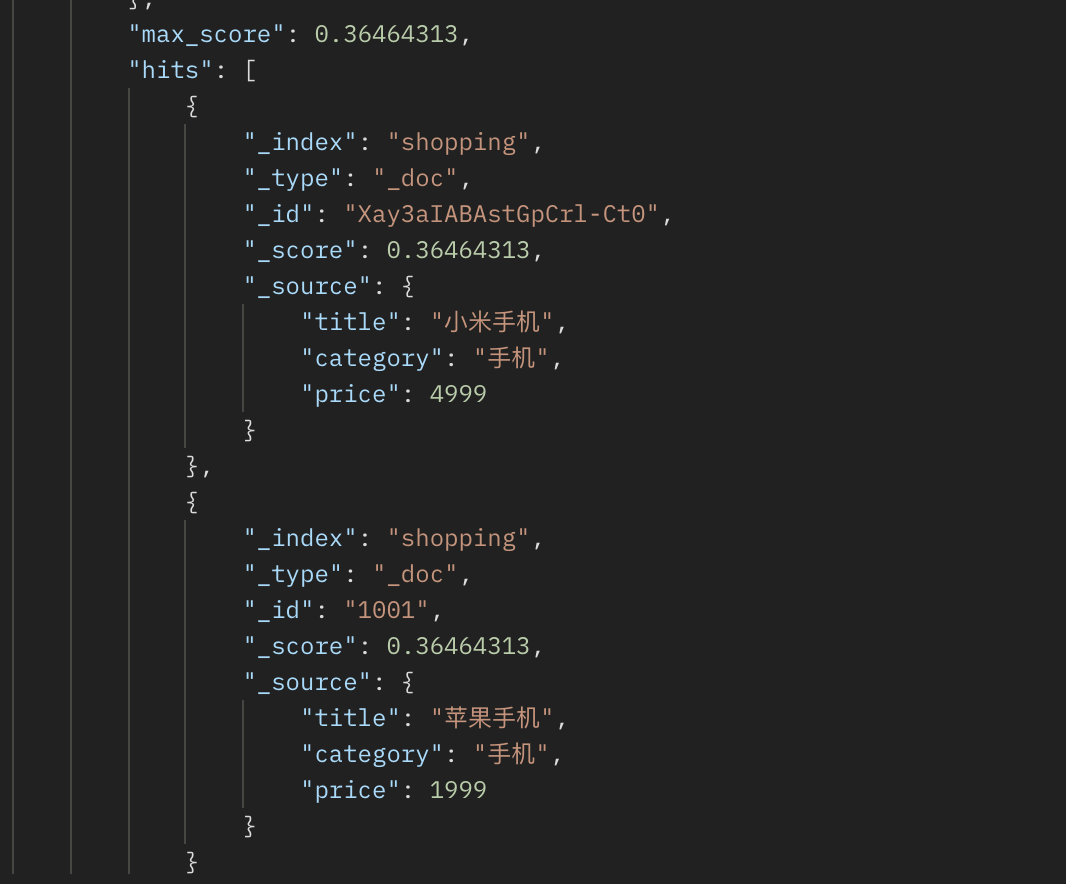 },
"max_score": 0.36464313,
"hits": [
{
"_index": "shopping",
"_type": "_doc",
"_id": "Xay3aIABAstGpCrl-Ct0",
"_score": 0.36464313,
"_source": {
"title": "小米手机",
"category": "手机",
"price": 4999
}
},
{
"_index": "shopping",
"_type": "_doc",
"_id": "1001",
"_score": 0.36464313,
"_source": {
"title": "苹果手机",
"category": "手机",
"price": 1999
}
}